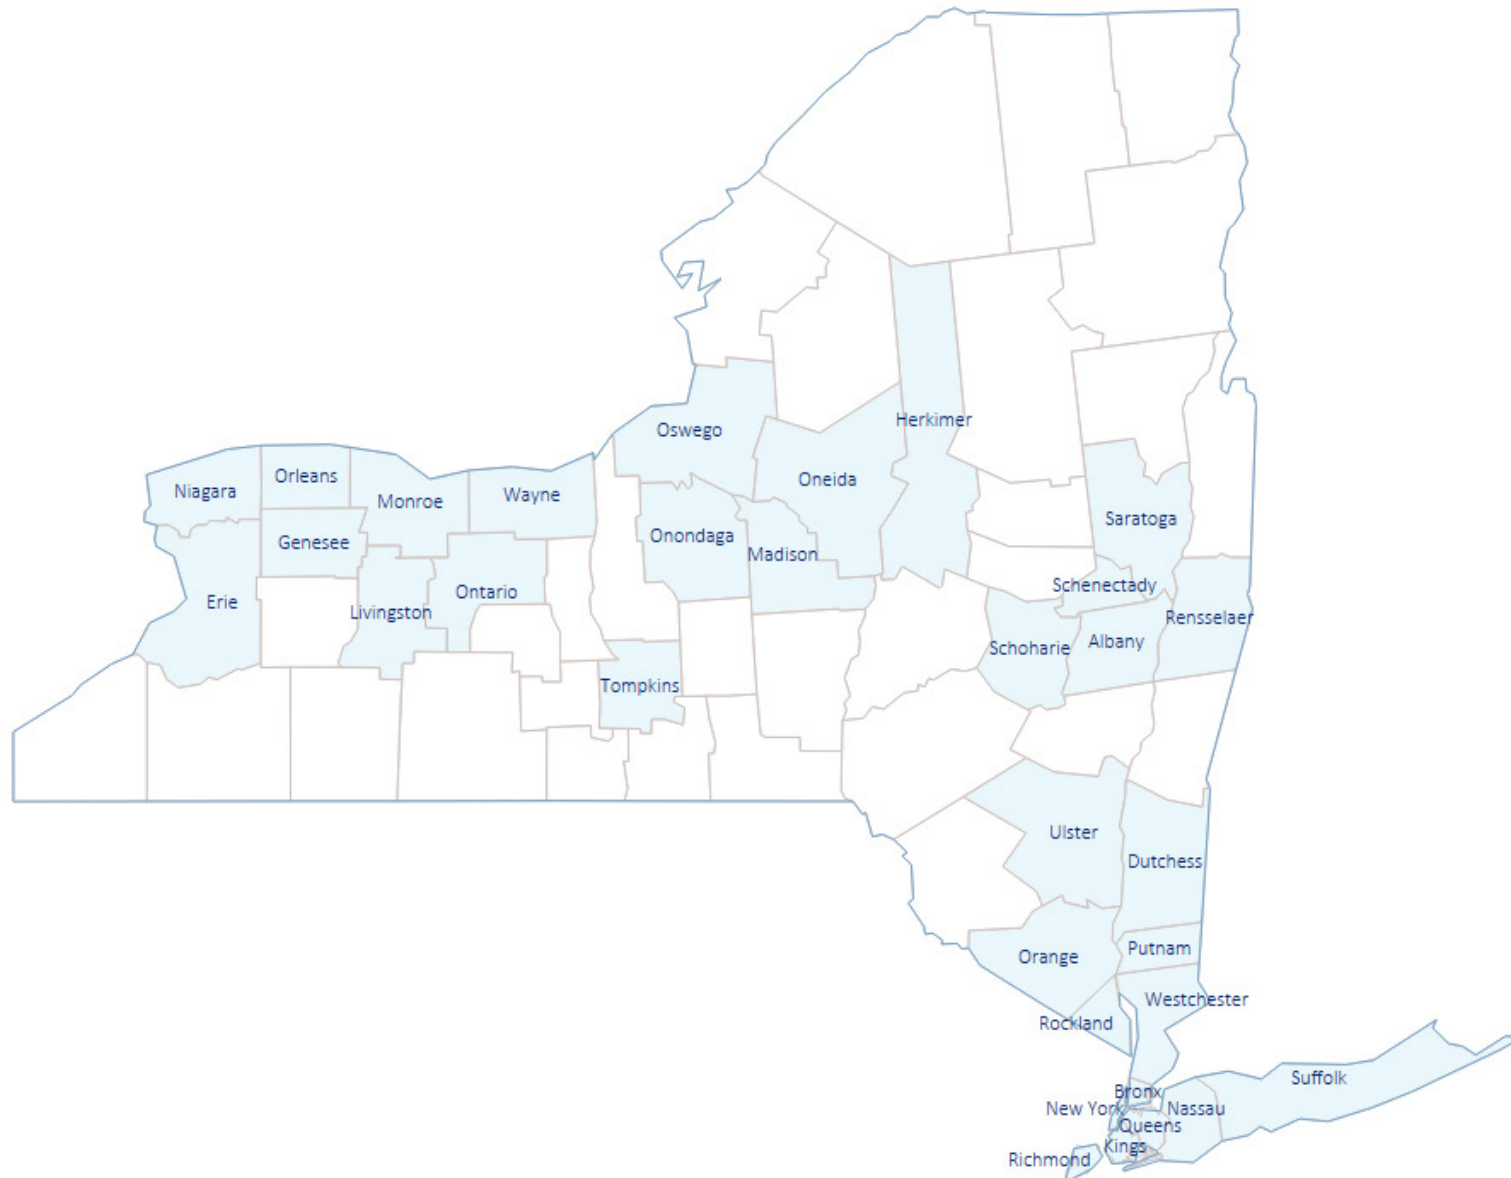 Herkimer
Oswego
Oneida
Orleans
Niagara
Monroe
Wayne
Saratoga
Onondaga
Genesee
Madison
Schenectady
Ontario
Erie
Livingston
Rensselaer
Albany
Schoharie
Tompkins
Ulster
Dutchess
Putnam
Orange
Westchester
Rockland
Suffolk
Bronx
New York
Nassau
Queens
Kings
Richmond